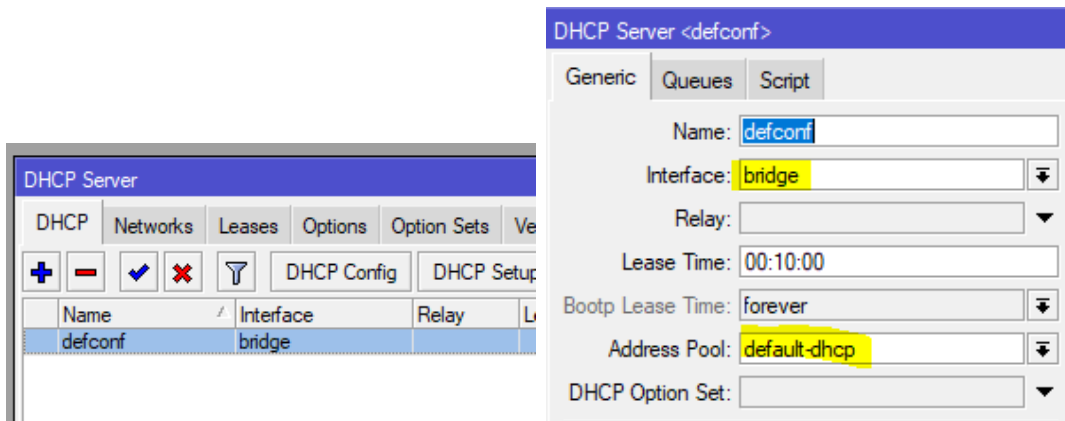 DHCP Server
DHCP Networks Leases Options Option Sets Ve
DHCP Config DHCP Setup
Name Interface Relay L
defconf bridge
DHCP Server <defconf>
Generic Queues Script
Name: defconf
Interface: bridge
Relay:
Lease Time: 00:10:00
Bootp Lease Time: forever
Address Pool: default-dhcp
DHCP Option Set: